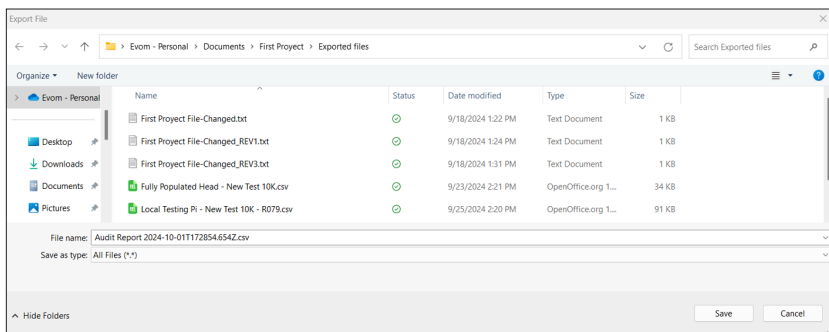 Export File
Evom - Personal > Documents > First Proyect > Exported files
Search Exported files
Organize
New folder
Evom - Personal
Desktop
Downloads
Documents
Pictures
Name Status Date modified Type Size
First Proyect File-Changed.txt 9/18/2024 1:22 PM Text Document 1 KB
First Proyect File-Changed_REV1.txt 9/18/2024 1:24 PM Text Document 1 KB
First Proyect File-Changed_REV3.txt 9/18/2024 1:31 PM Text Document 1 KB
Fully Populated Head - New Test 10K.csv 9/23/2024 2:21 PM OpenOffice.org 1... 34 KB
Local Testing Pi - New Test 10K - R079.csv 9/25/2024 2:20 PM OpenOffice.org 1... 91 KB
File name: Audit Report 2024-10-01T172854.654Z.csv
Save as type: All Files (*.*)
Hide Folders
Save
Cancel